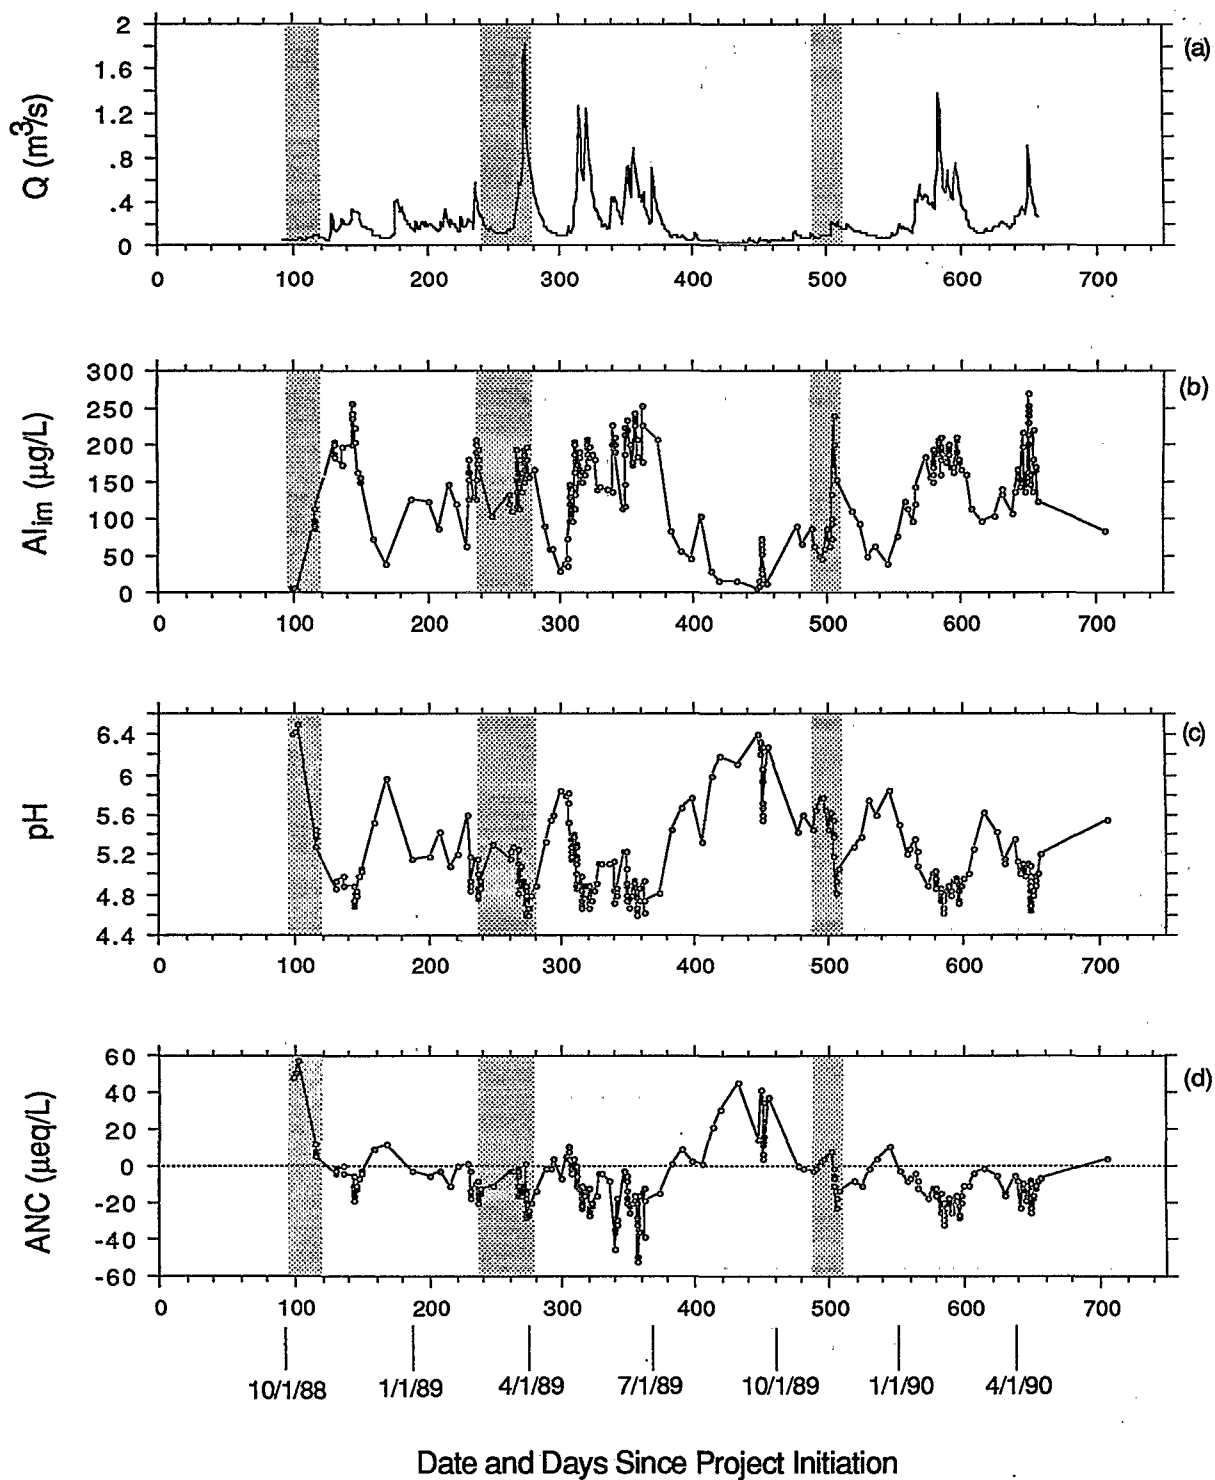 (a)
Q (m3/s)
2
1.6
1.2
.8
.4
0
0 100 200 300 400 500 600 700
(b)
Alim (µg/L)
300
250
200
150
100
50
0
0 100 200 300 400 500 600 700
(c)
pH
6.4
6
5.6
5.2
4.8
4.4
0 100 200 300 400 500 600 700
(d)
ANC (µeq/L)
60
40
20
0
-20
-40
-60
0 100 200 300 400 500 600 700
10/1/88 1/1/89 4/1/89 7/1/89 10/1/89 1/1/90 4/1/90
Date and Days Since Project Initiation